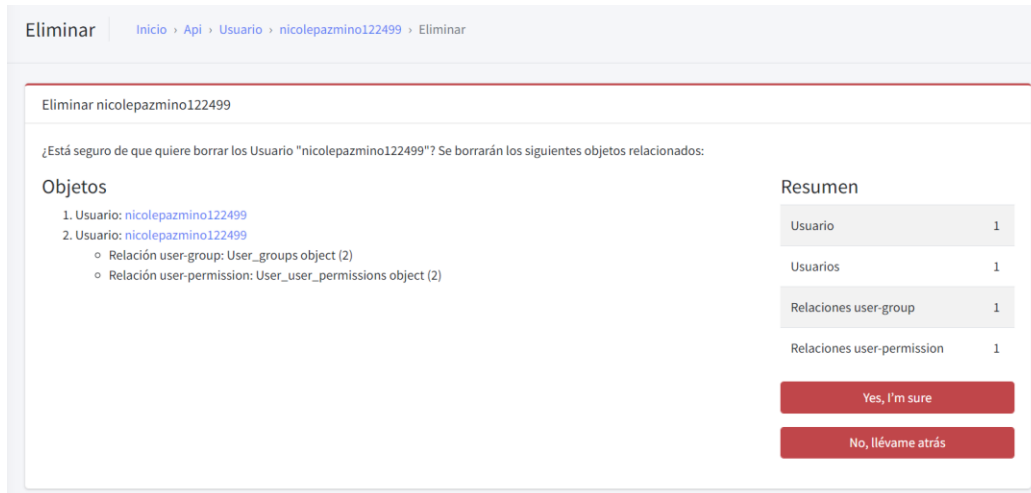 Eliminar
Inicio › Api › Usuario › nicolepazmino122499 › Eliminar
Eliminar nicolepazmino122499
¿Está seguro de que quiere borrar los Usuario "nicolepazmino122499"? Se borrarán los siguientes objetos relacionados:
Objetos
1. Usuario: nicolepazmino122499
2. Usuario: nicolepazmino122499
Relación user-group: User_groups object (2)
Relación user-permission: User_user_permissions object (2)
Resumen
Usuario 1
Usuarios 1
Relaciones user-group 1
Relaciones user-permission 1
Yes, I'm sure
No, llévame atrás